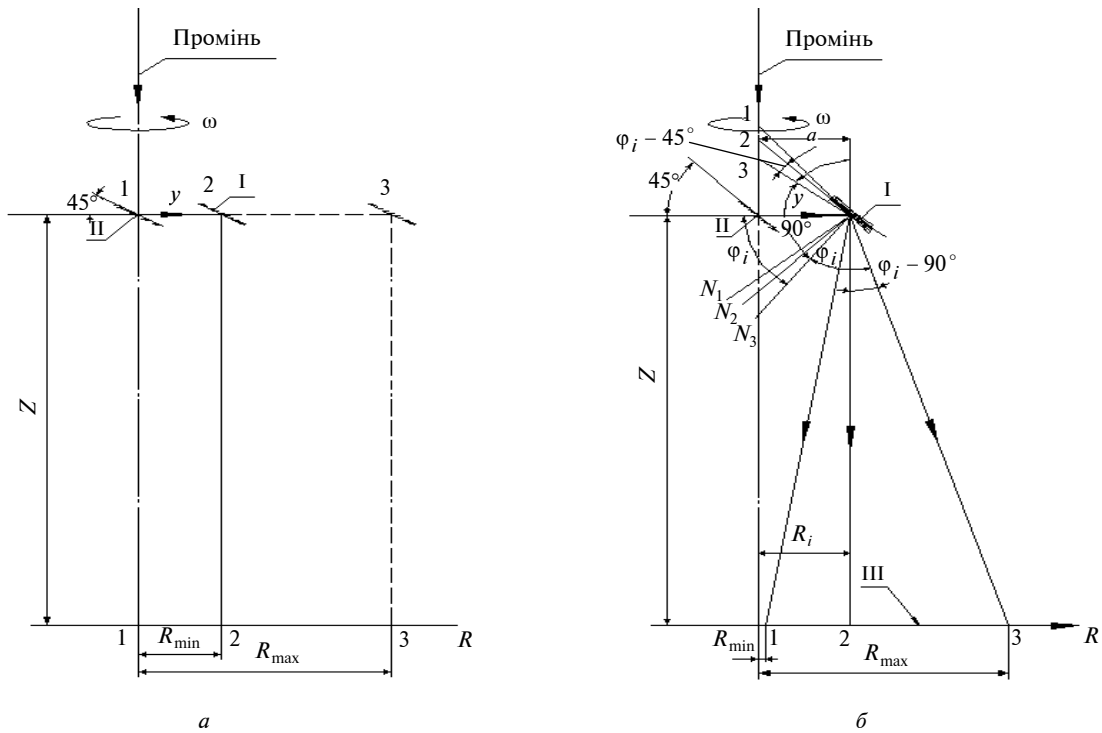 Промінь
ω
45°
1
y
2
I
3
II
Z
1
R_min
2
R_max
3
R
а
Промінь
1
ω
2
a
φ_i – 45°
3
45°
y
I
II
90°
φ_i
φ_i
φ_i – 90°
N_1
N_2
N_3
Z
R_i
III
R_min
1
2
R_max
3
R
б